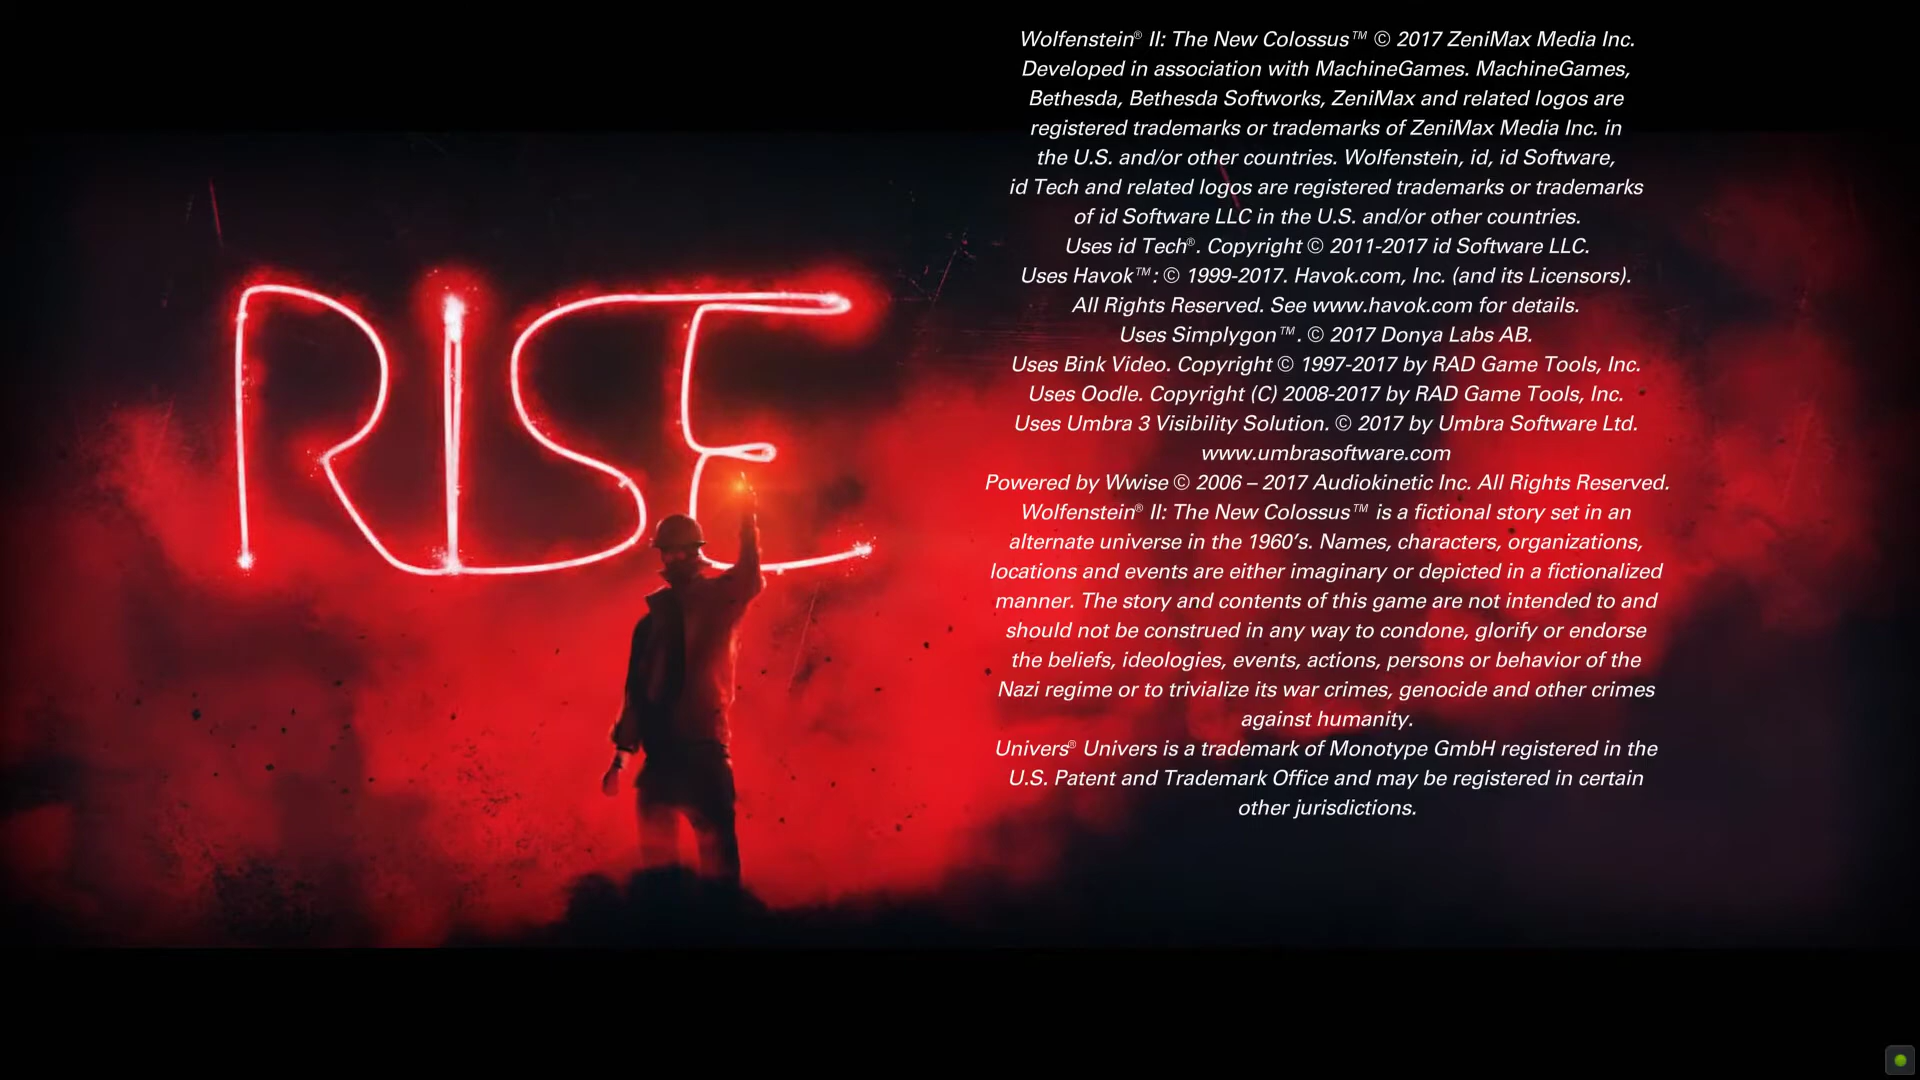 RISE
Wolfenstein® II: The New Colossus™ © 2017 ZeniMax Media Inc.
Developed in association with MachineGames. MachineGames,
Bethesda, Bethesda Softworks, ZeniMax and related logos are
registered trademarks or trademarks of ZeniMax Media Inc. in
the U.S. and/or other countries. Wolfenstein, id, id Software,
id Tech and related logos are registered trademarks or trademarks
of id Software LLC in the U.S. and/or other countries.
Uses id Tech®. Copyright © 2011-2017 id Software LLC.
Uses Havok™: © 1999-2017. Havok.com, Inc. (and its Licensors).
All Rights Reserved. See www.havok.com for details.
Uses Simplygon™. © 2017 Donya Labs AB.
Uses Bink Video. Copyright © 1997-2017 by RAD Game Tools, Inc.
Uses Oodle. Copyright (C) 2008-2017 by RAD Game Tools, Inc.
Uses Umbra 3 Visibility Solution. © 2017 by Umbra Software Ltd.
www.umbrasoftware.com
Powered by Wwise © 2006 – 2017 Audiokinetic Inc. All Rights Reserved.
Wolfenstein® II: The New Colossus™ is a fictional story set in an
alternate universe in the 1960's. Names, characters, organizations,
locations and events are either imaginary or depicted in a fictionalized
manner. The story and contents of this game are not intended to and
should not be construed in any way to condone, glorify or endorse
the beliefs, ideologies, events, actions, persons or behavior of the
Nazi regime or to trivialize its war crimes, genocide and other crimes
against humanity.
Univers® Univers is a trademark of Monotype GmbH registered in the
U.S. Patent and Trademark Office and may be registered in certain
other jurisdictions.